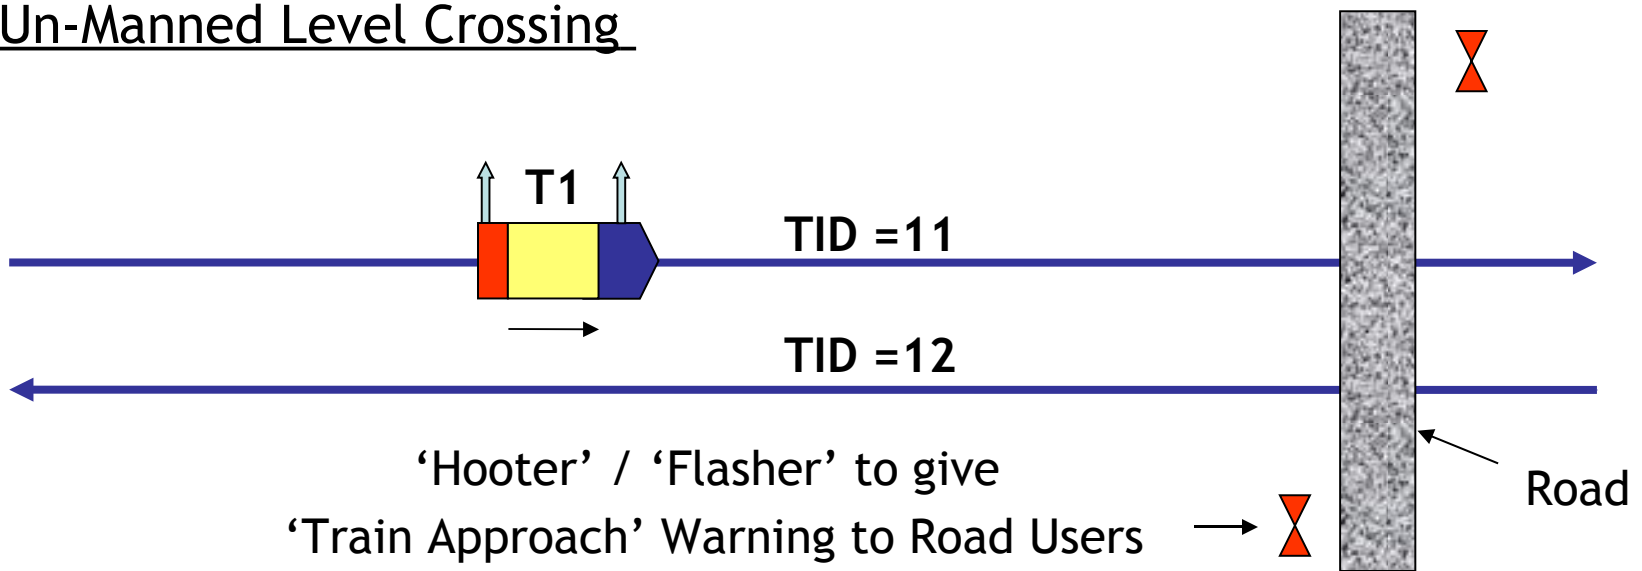 Un-Manned Level Crossing
T1
TID =11
TID =12
‘Hooter’ / ‘Flasher’ to give
‘Train Approach’ Warning to Road Users
Road